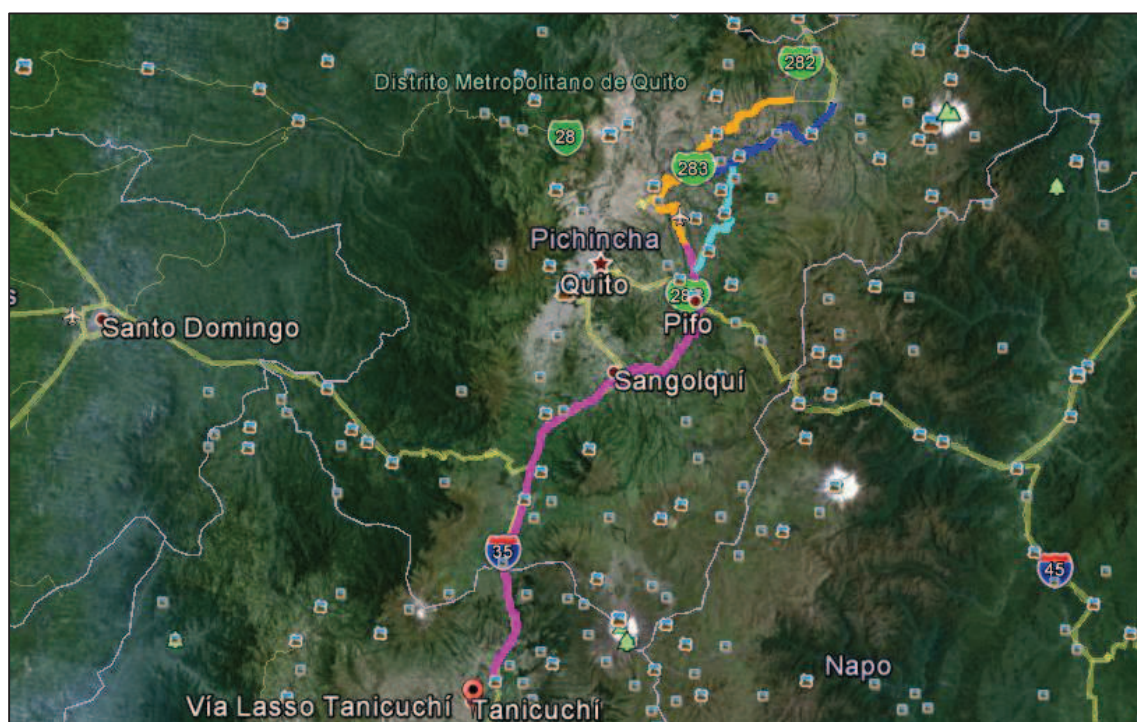 282
Distrito Metropolitano de Quito
28
283
Pichincha
Quito
Pifo
Santo Domingo
Sangolquí
35
45
Napo
Vía Lasso Tanicuchí
Tanicuchí